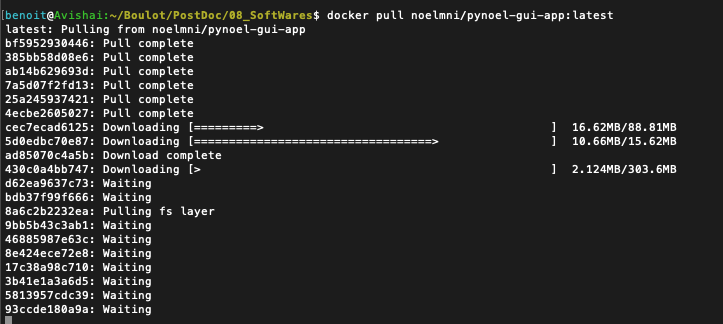 [benoit@Avishai:~/Boulot/PostDoc/08_SoftWares$ docker pull noelmni/pynoel-gui-app:latest
latest: Pulling from noelmni/pynoel-gui-app
bf5952930446: Pull complete
385bb58d08e6: Pull complete
ab14b629693d: Pull complete
7a5d07f2fd13: Pull complete
25a245937421: Pull complete
4ecbe2605027: Pull complete
cec7ecad6125: Downloading [=========>                                         ]  16.62MB/88.81MB
5d0edbc70e87: Downloading [==================================>                ]  10.66MB/15.62MB
ad85070c4a5b: Download complete
430c0a4bb747: Downloading [>                                                  ]  2.124MB/303.6MB
d62ea9637c73: Waiting
bdb37f99f666: Waiting
8a6c2b2232ea: Pulling fs layer
9bb5b43c3ab1: Waiting
46885987e63c: Waiting
8e424ece72e8: Waiting
17c38a98c710: Waiting
3b41e1a3a6d5: Waiting
5813957cdc39: Waiting
93ccde180a9a: Waiting